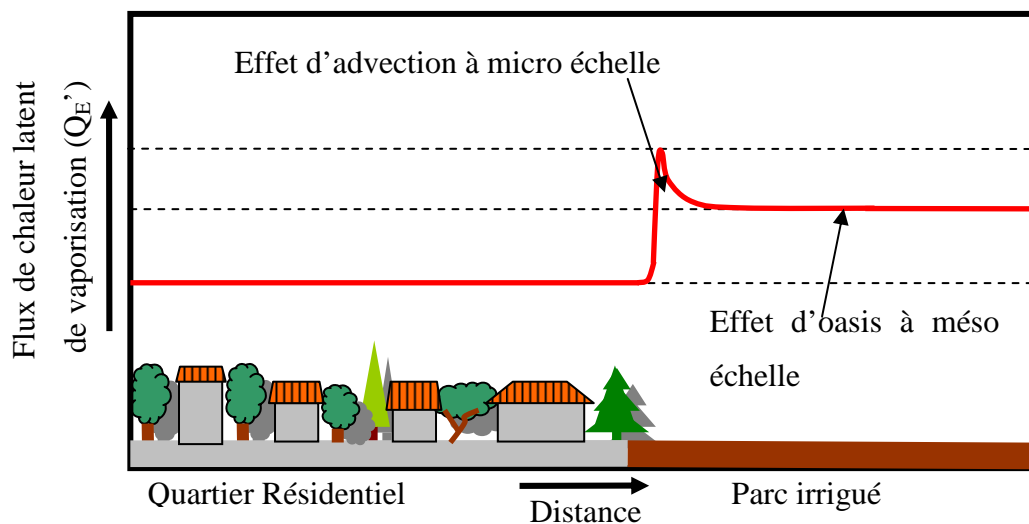 Flux de chaleur latent
de vaporisation (QE')
Effet d’advection à micro échelle
Effet d’oasis à méso
échelle
Quartier Résidentiel
Distance
Parc irrigué